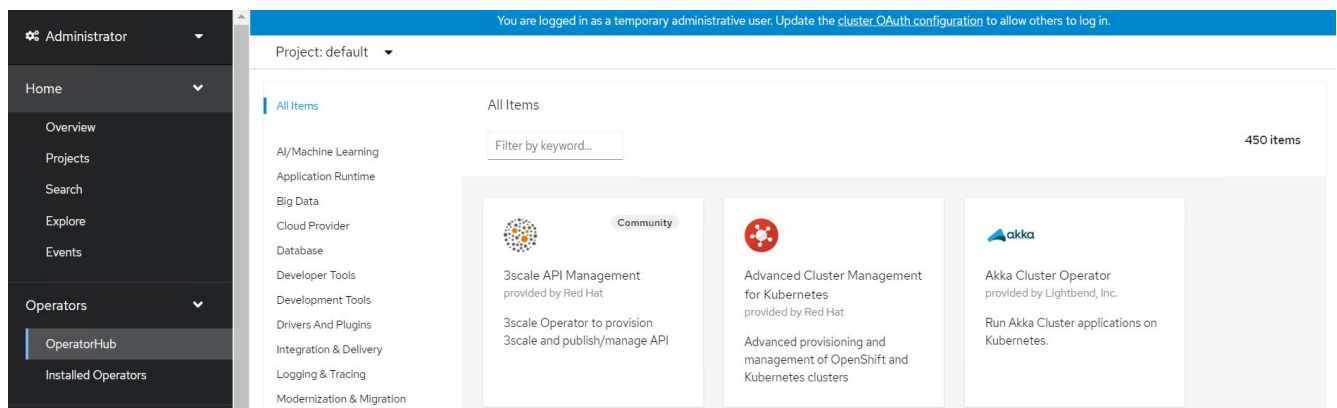 You are logged in as a temporary administrative user. Update the cluster OAuth configuration to allow others to log in.
Administrator
Home
Overview
Projects
Search
Explore
Events
Operators
OperatorHub
Installed Operators
Project: default
All Items
AI/Machine Learning
Application Runtime
Big Data
Cloud Provider
Database
Developer Tools
Development Tools
Drivers And Plugins
Integration & Delivery
Logging & Tracing
Modernization & Migration
All Items
Filter by keyword...
450 items
Community
3scale API Management
provided by Red Hat
3scale Operator to provision
3scale and publish/manage API
Advanced Cluster Management
for Kubernetes
provided by Red Hat
Advanced provisioning and
management of OpenShift and
Kubernetes clusters
akka
Akka Cluster Operator
provided by Lightbend, Inc.
Run Akka Cluster applications on
Kubernetes.